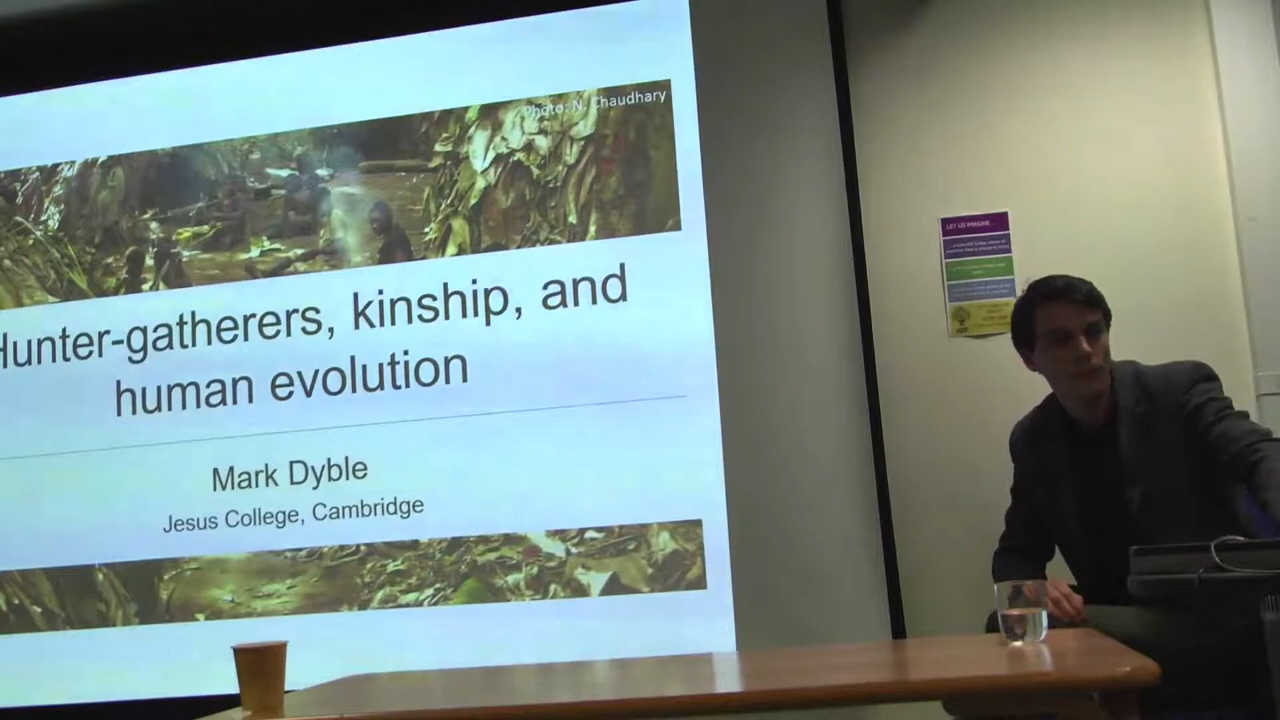 Photo: N. Chaudhary
Hunter-gatherers, kinship, and
human evolution
Mark Dyble
Jesus College, Cambridge
LET US IMAGINE...